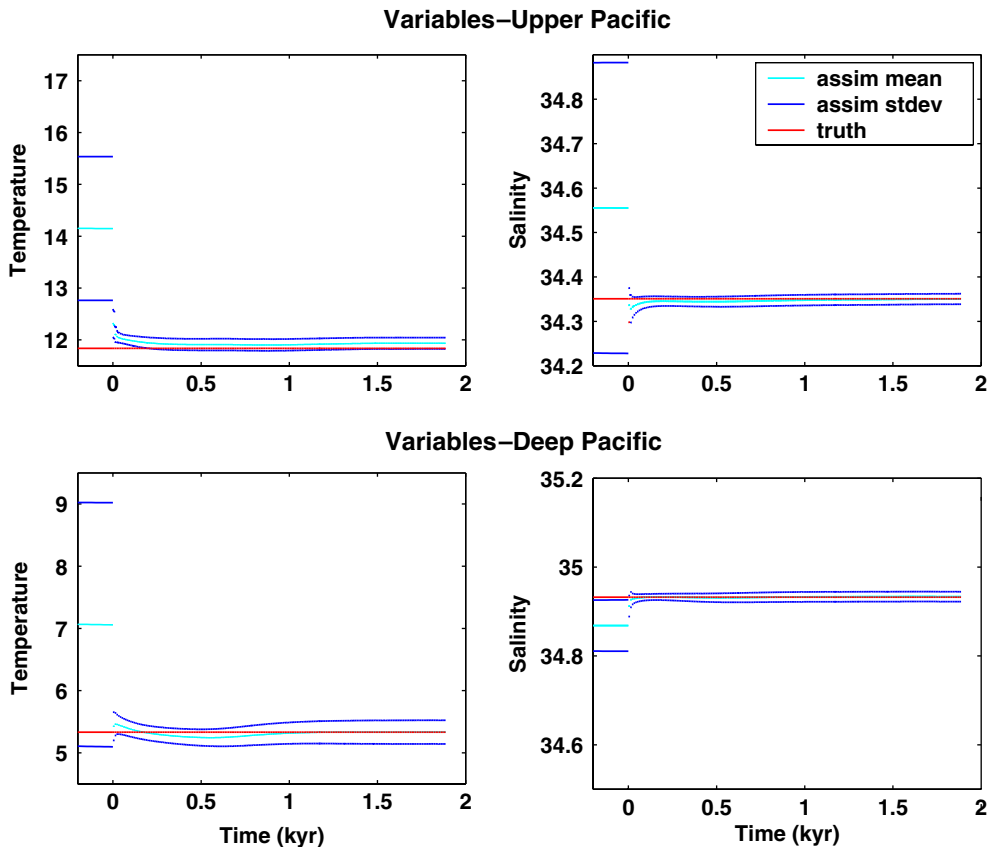 Variables−Upper Pacific
Temperature
17
16
15
14
13
12
0 0.5 1 1.5 2
Salinity
34.8
34.7
34.6
34.5
34.4
34.3
34.2
0 0.5 1 1.5 2
assim mean
assim stdev
truth
Variables−Deep Pacific
Temperature
9
8
7
6
5
0 0.5 1 1.5 2
Time (kyr)
Salinity
35.2
35
34.8
34.6
0 0.5 1 1.5 2
Time (kyr)